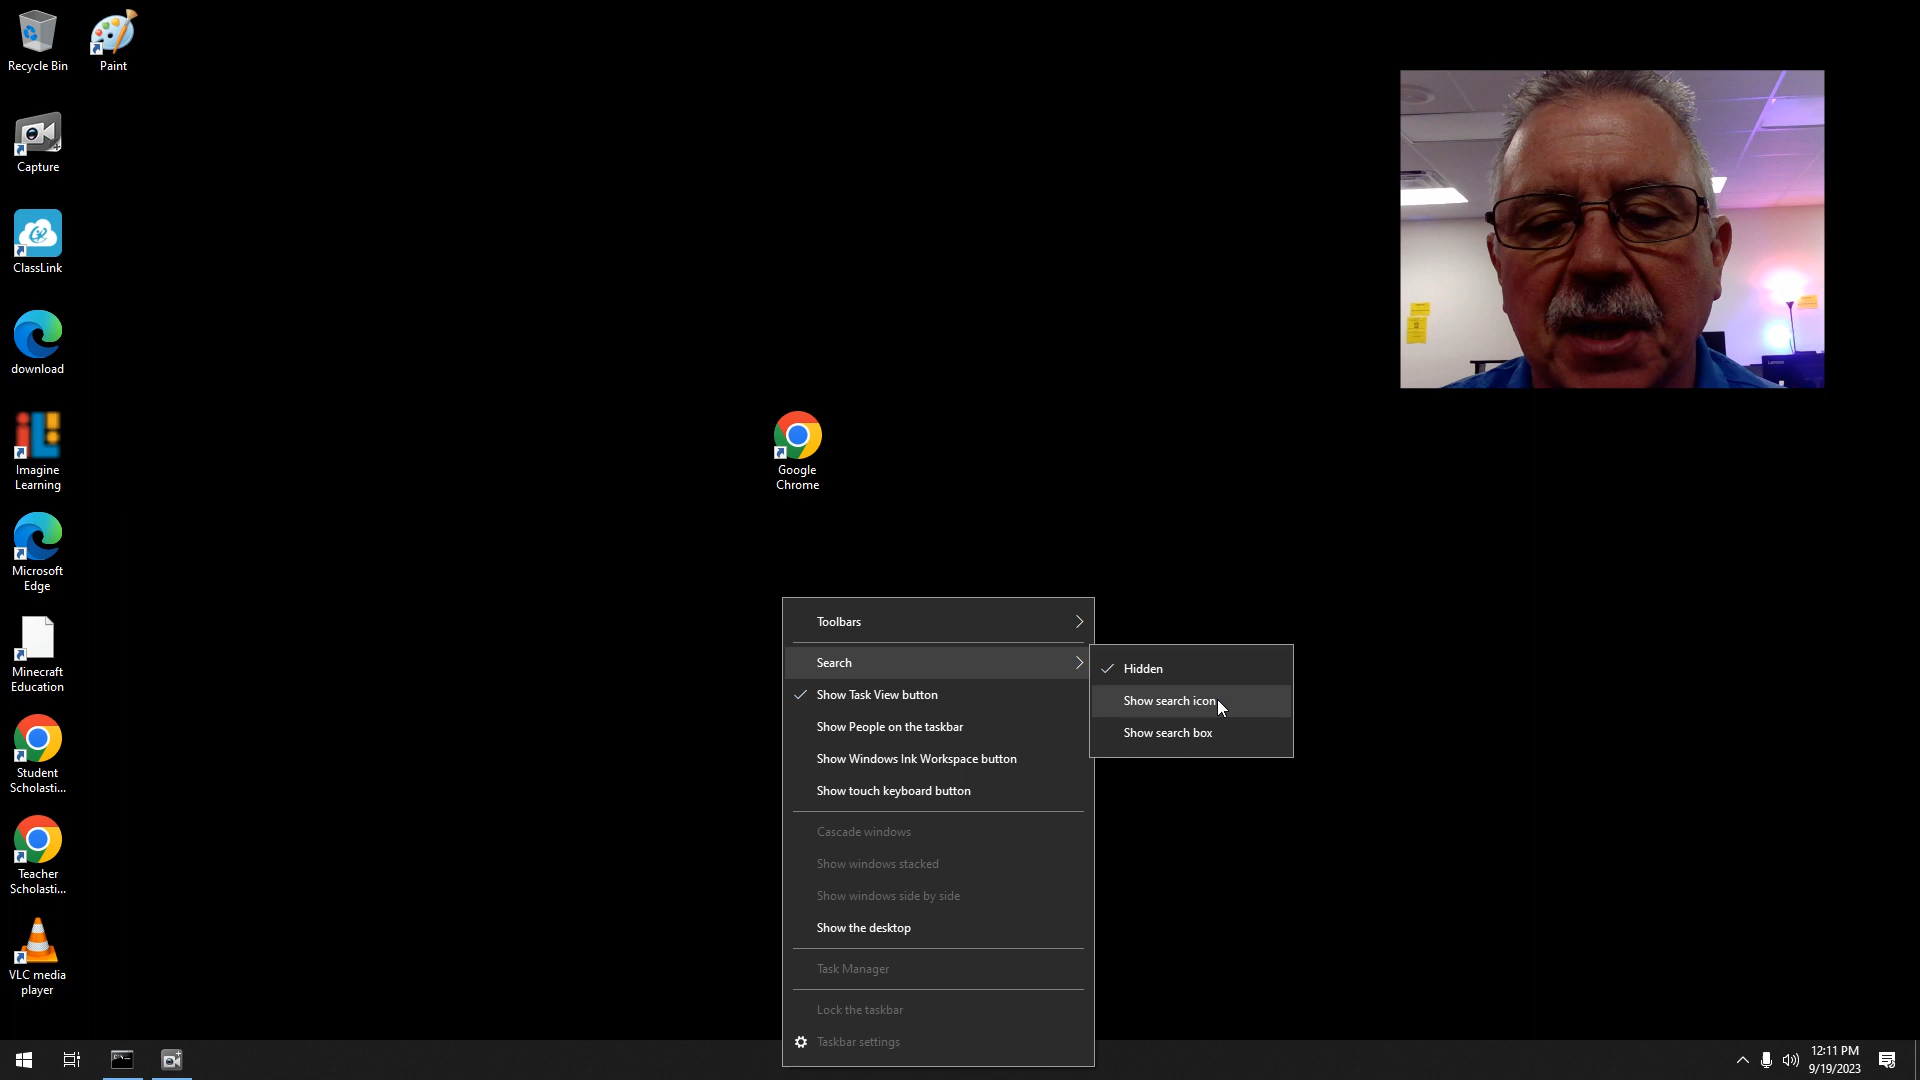 Recycle Bin
Paint
Capture
ClassLink
download
Imagine
Learning
Microsoft
Edge
Minecraft
Education
Student
Scholasti...
Teacher
Scholasti...
VLC media
player
Google
Chrome
Toolbars
Search
Show Task View button
Show People on the taskbar
Show Windows Ink Workspace button
Show touch keyboard button
Cascade windows
Show windows stacked
Show windows side by side
Show the desktop
Task Manager
Lock the taskbar
Taskbar settings
Hidden
Show search icon
Show search box
12:11 PM
9/19/2023